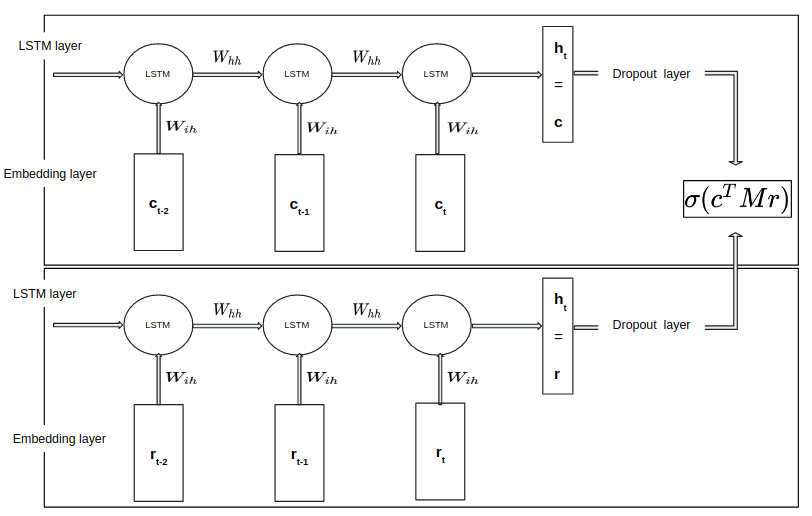 LSTM layer
LSTM
W_{hh}
LSTM
W_{hh}
LSTM
h_t
=
c
Dropout layer
W_{ih}
W_{ih}
W_{ih}
Embedding layer
c_{t-2}
c_{t-1}
c_t
σ(c^T Mr)
LSTM layer
LSTM
W_{hh}
LSTM
W_{hh}
LSTM
h_t
=
r
Dropout layer
W_{ih}
W_{ih}
W_{ih}
Embedding layer
r_{t-2}
r_{t-1}
r_t